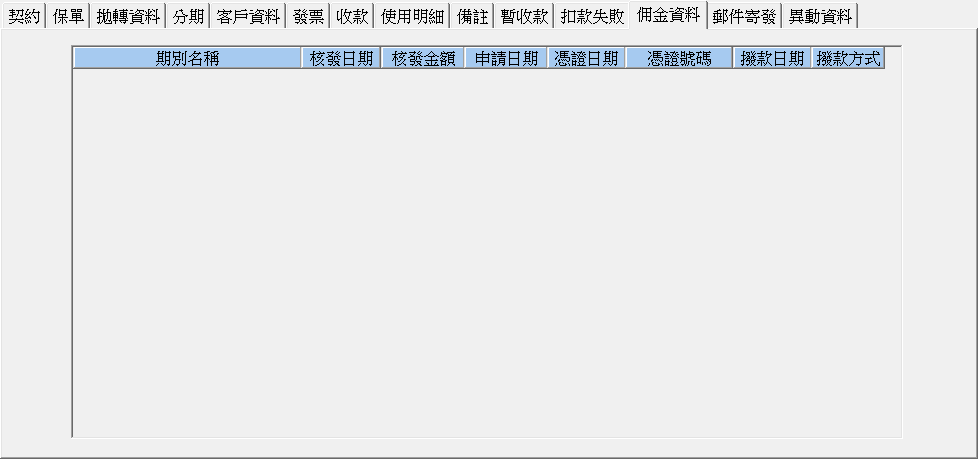 契約 保單 拋轉資料 分期 客戶資料 發票 收款 使用明細 備註 暫收款 扣款失敗 佣金資料 郵件寄發 異動資料
期別名稱 核發日期 核發金額 申請日期 憑證日期 憑證號碼 撥款日期 撥款方式